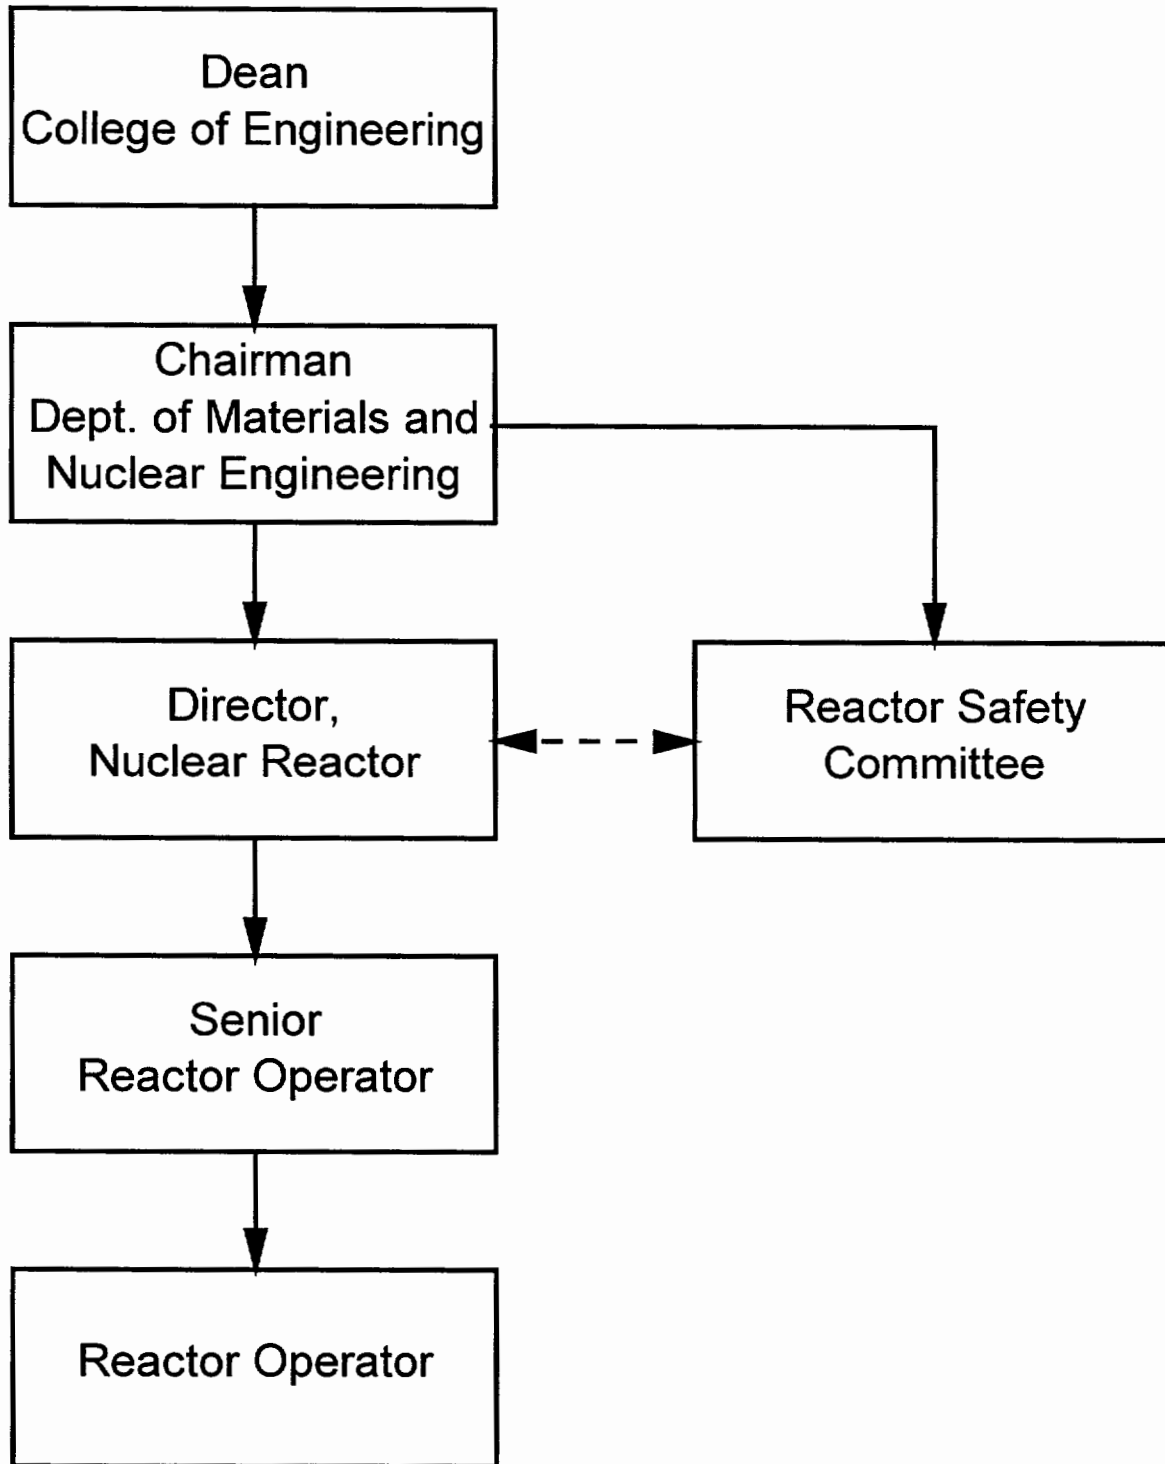 Dean
College of Engineering
Chairman
Dept. of Materials and
Nuclear Engineering
Director,
Nuclear Reactor
Reactor Safety
Committee
Senior
Reactor Operator
Reactor Operator